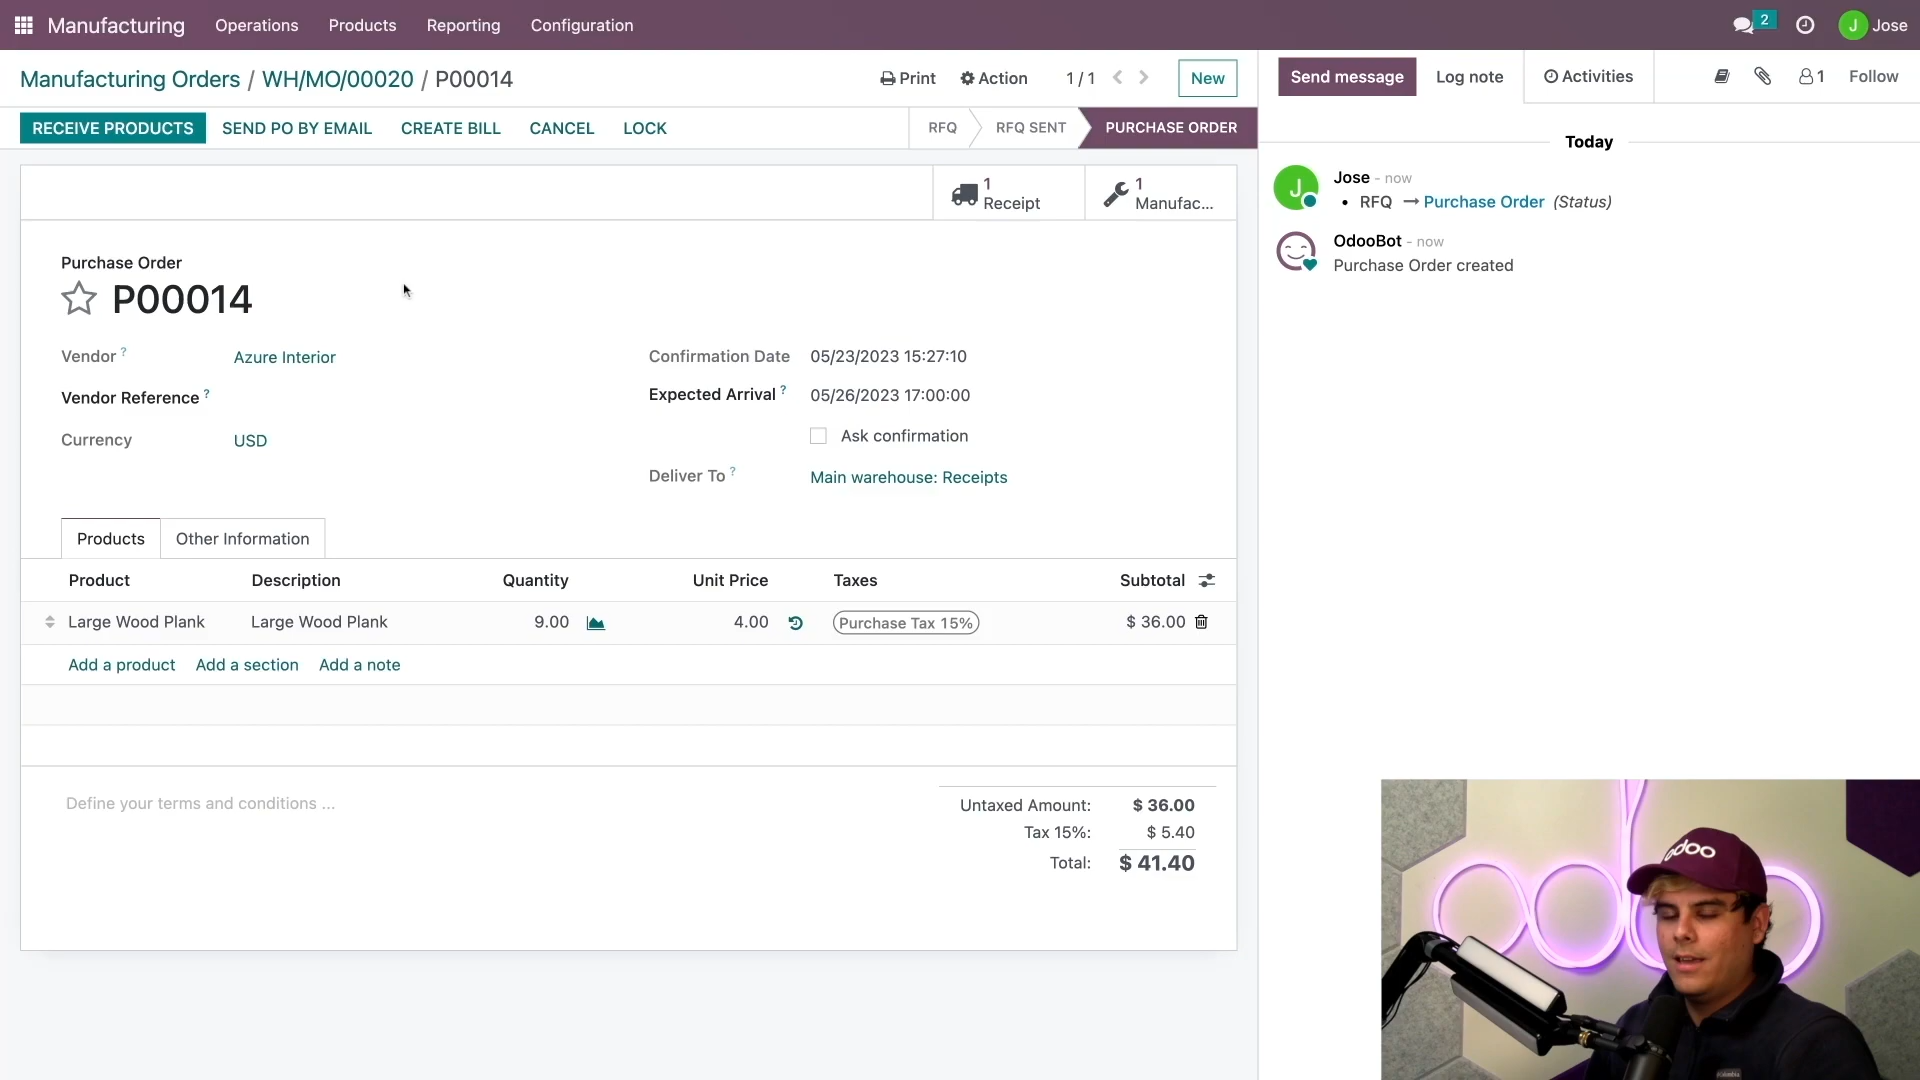 Manufacturing Operations Products Reporting Configuration 2 J Jose
Manufacturing Orders / WH/MO/00020 / P00014 Print Action 1 / 1 New
RECEIVE PRODUCTS SEND PO BY EMAIL CREATE BILL CANCEL LOCK RFQ RFQ SENT PURCHASE ORDER
1 Receipt
1 Manufac...
Purchase Order
P00014
Vendor ? Azure Interior
Vendor Reference ?
Currency USD
Confirmation Date 05/23/2023 15:27:10
Expected Arrival ? 05/26/2023 17:00:00
Ask confirmation
Deliver To ? Main warehouse: Receipts
Products Other Information
Product Description Quantity Unit Price Taxes Subtotal
Large Wood Plank Large Wood Plank 9.00 4.00 Purchase Tax 15% $ 36.00
Add a product Add a section Add a note
Define your terms and conditions ...
Untaxed Amount: $ 36.00
Tax 15%: $ 5.40
Total: $ 41.40
Send message Log note Activities 1 Follow
Today
J Jose - now
RFQ → Purchase Order (Status)
OdooBot - now
Purchase Order created
odoo